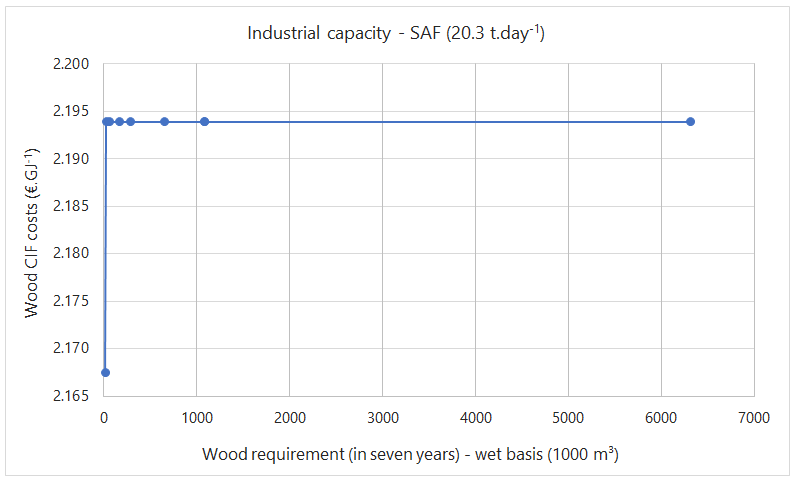 Industrial capacity - SAF (20.3 t.day⁻¹)
Wood CIF costs (€.GJ⁻¹)
2.200
2.195
2.190
2.185
2.180
2.175
2.170
2.165
0 1000 2000 3000 4000 5000 6000 7000
Wood requirement (in seven years) - wet basis (1000 m³)